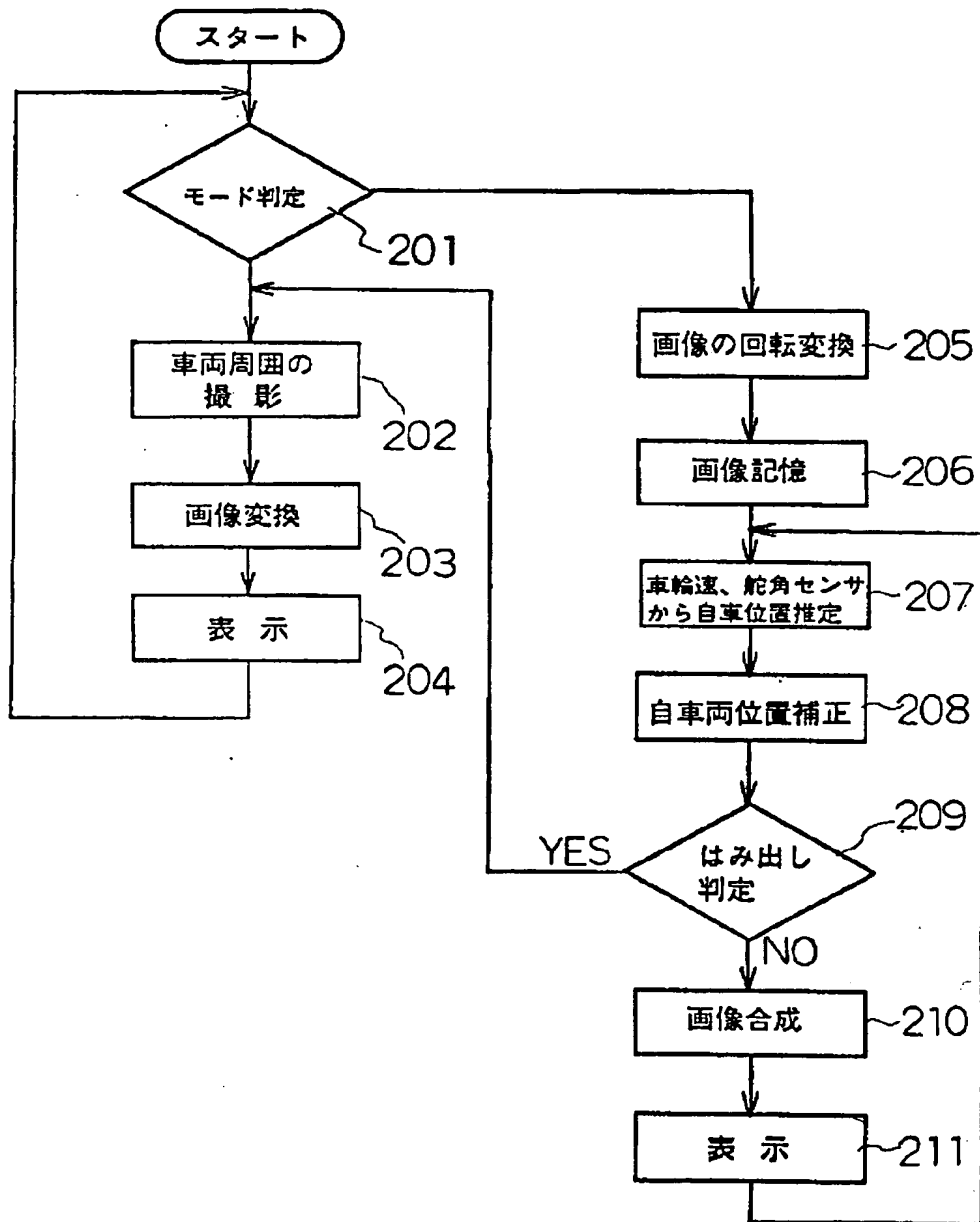 スタート
モード判定
201
車両周囲の
撮影
202
画像変換
203
表示
204
画像の回転変換
205
画像記憶
206
車輪速、舵角センサ
から自車位置推定
207
自車両位置補正
208
はみ出し
判定
209
YES
NO
画像合成
210
表示
211